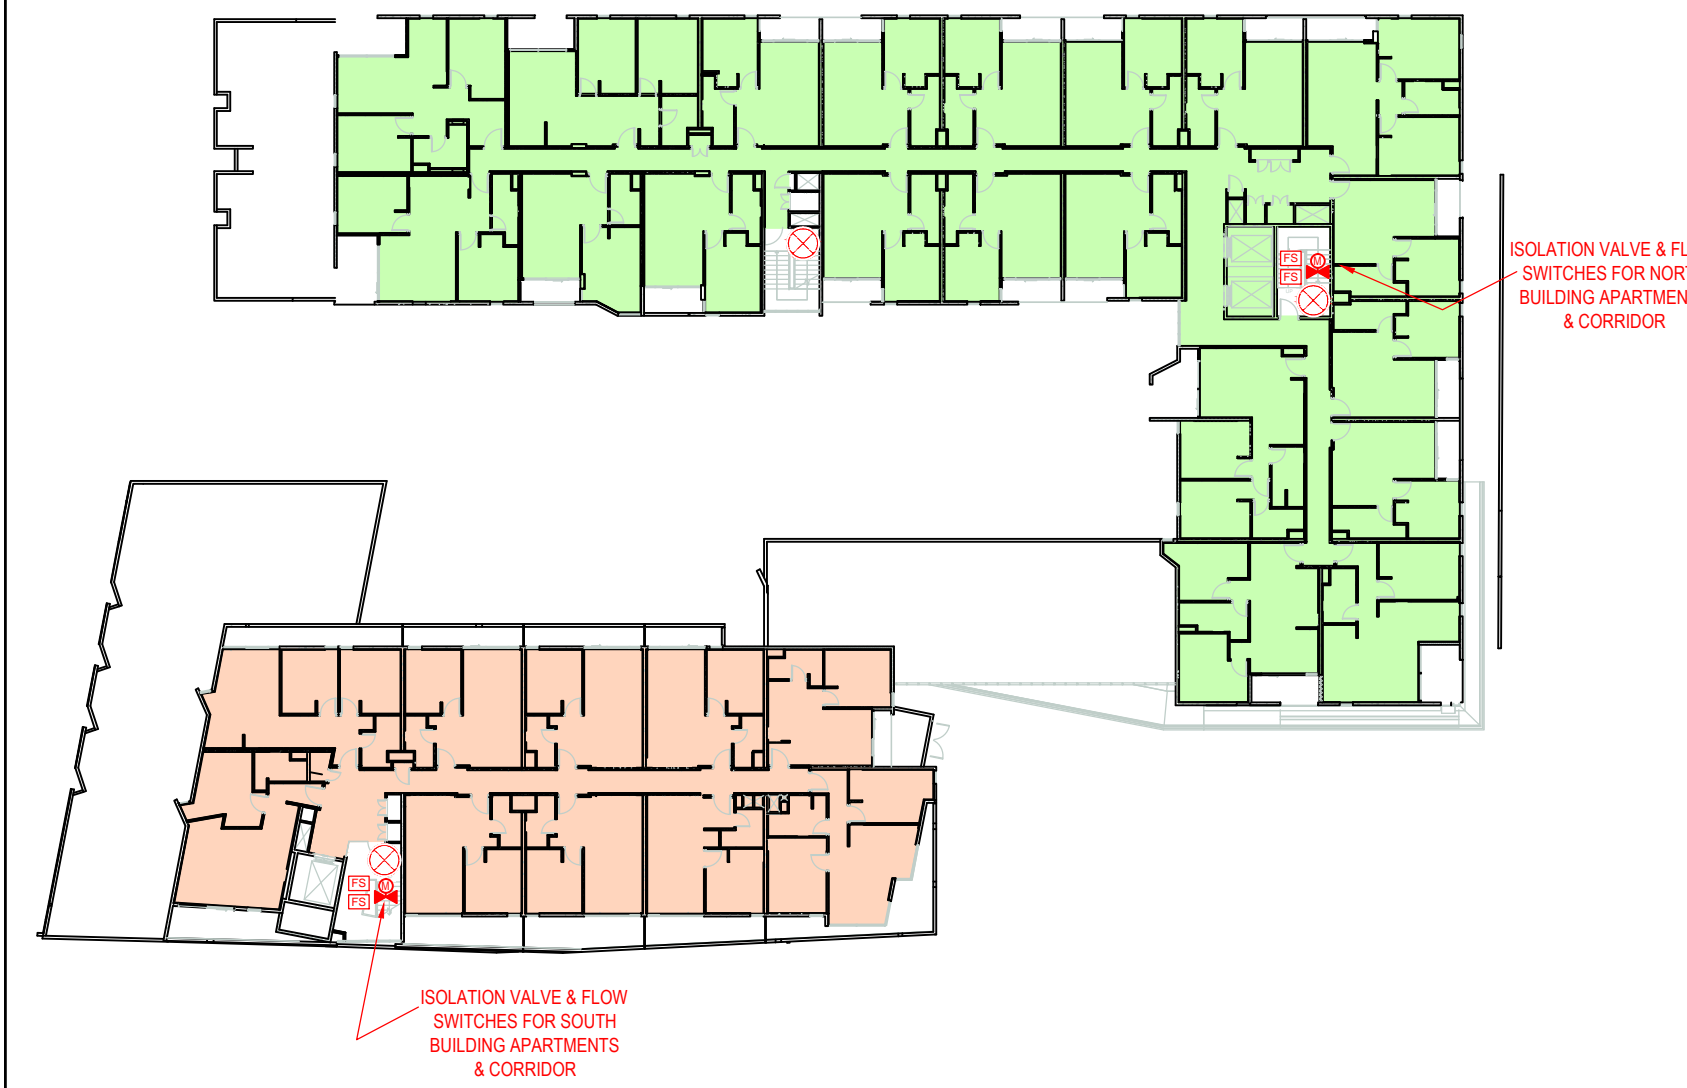 ISOLATION VALVE & FL
SWITCHES FOR NOR
BUILDING APARTMEN
& CORRIDOR
FS
M
FS
FS
M
FS
ISOLATION VALVE & FLOW
SWITCHES FOR SOUTH
BUILDING APARTMENTS
& CORRIDOR